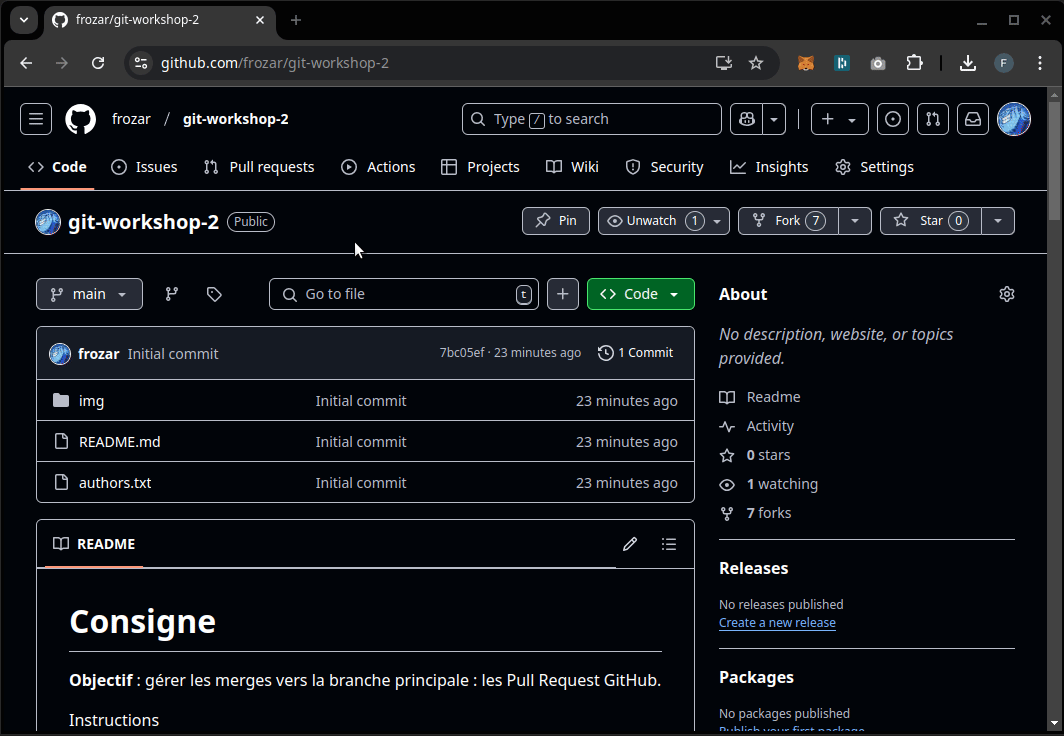 frozar/git-workshop-2
github.com/frozar/git-workshop-2
F
frozar / git-workshop-2
Type / to search
Code Issues Pull requests Actions Projects Wiki Security Insights Settings
git-workshop-2 Public
Pin Unwatch 1 Fork 7 Star 0
main Go to file t Code
frozar Initial commit 7bc05ef · 23 minutes ago 1 Commit
img Initial commit 23 minutes ago
README.md Initial commit 23 minutes ago
authors.txt Initial commit 23 minutes ago
README
Consigne
Objectif : gérer les merges vers la branche principale : les Pull Request GitHub.
Instructions
About
No description, website, or topics
provided.
Readme
Activity
0 stars
1 watching
7 forks
Releases
No releases published
Create a new release
Packages
No packages published
Publish your first package